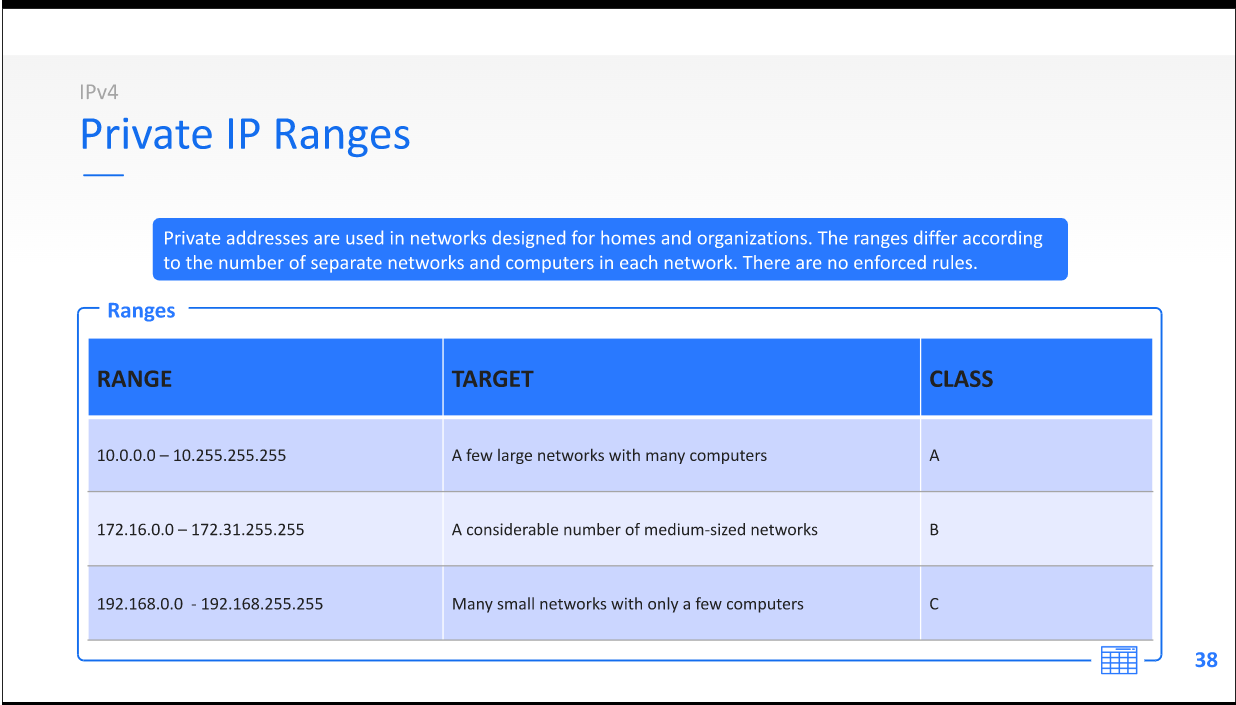 IPv4
Private IP Ranges
Private addresses are used in networks designed for homes and organizations. The ranges differ according
to the number of separate networks and computers in each network. There are no enforced rules.
Ranges
RANGE TARGET CLASS
10.0.0.0 – 10.255.255.255 A few large networks with many computers A
172.16.0.0 – 172.31.255.255 A considerable number of medium-sized networks B
192.168.0.0  - 192.168.255.255 Many small networks with only a few computers C
38